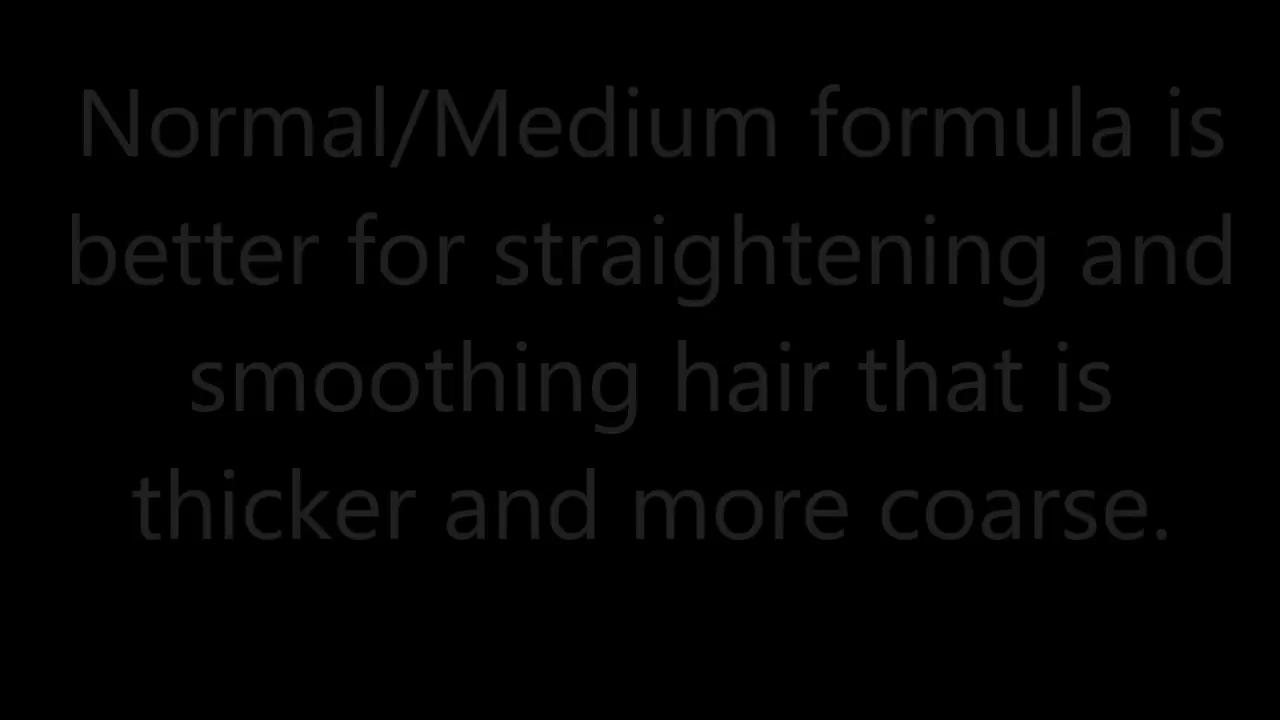 Normal/Medium formula is
better for straightening and
smoothing hair that is
thicker and more coarse.